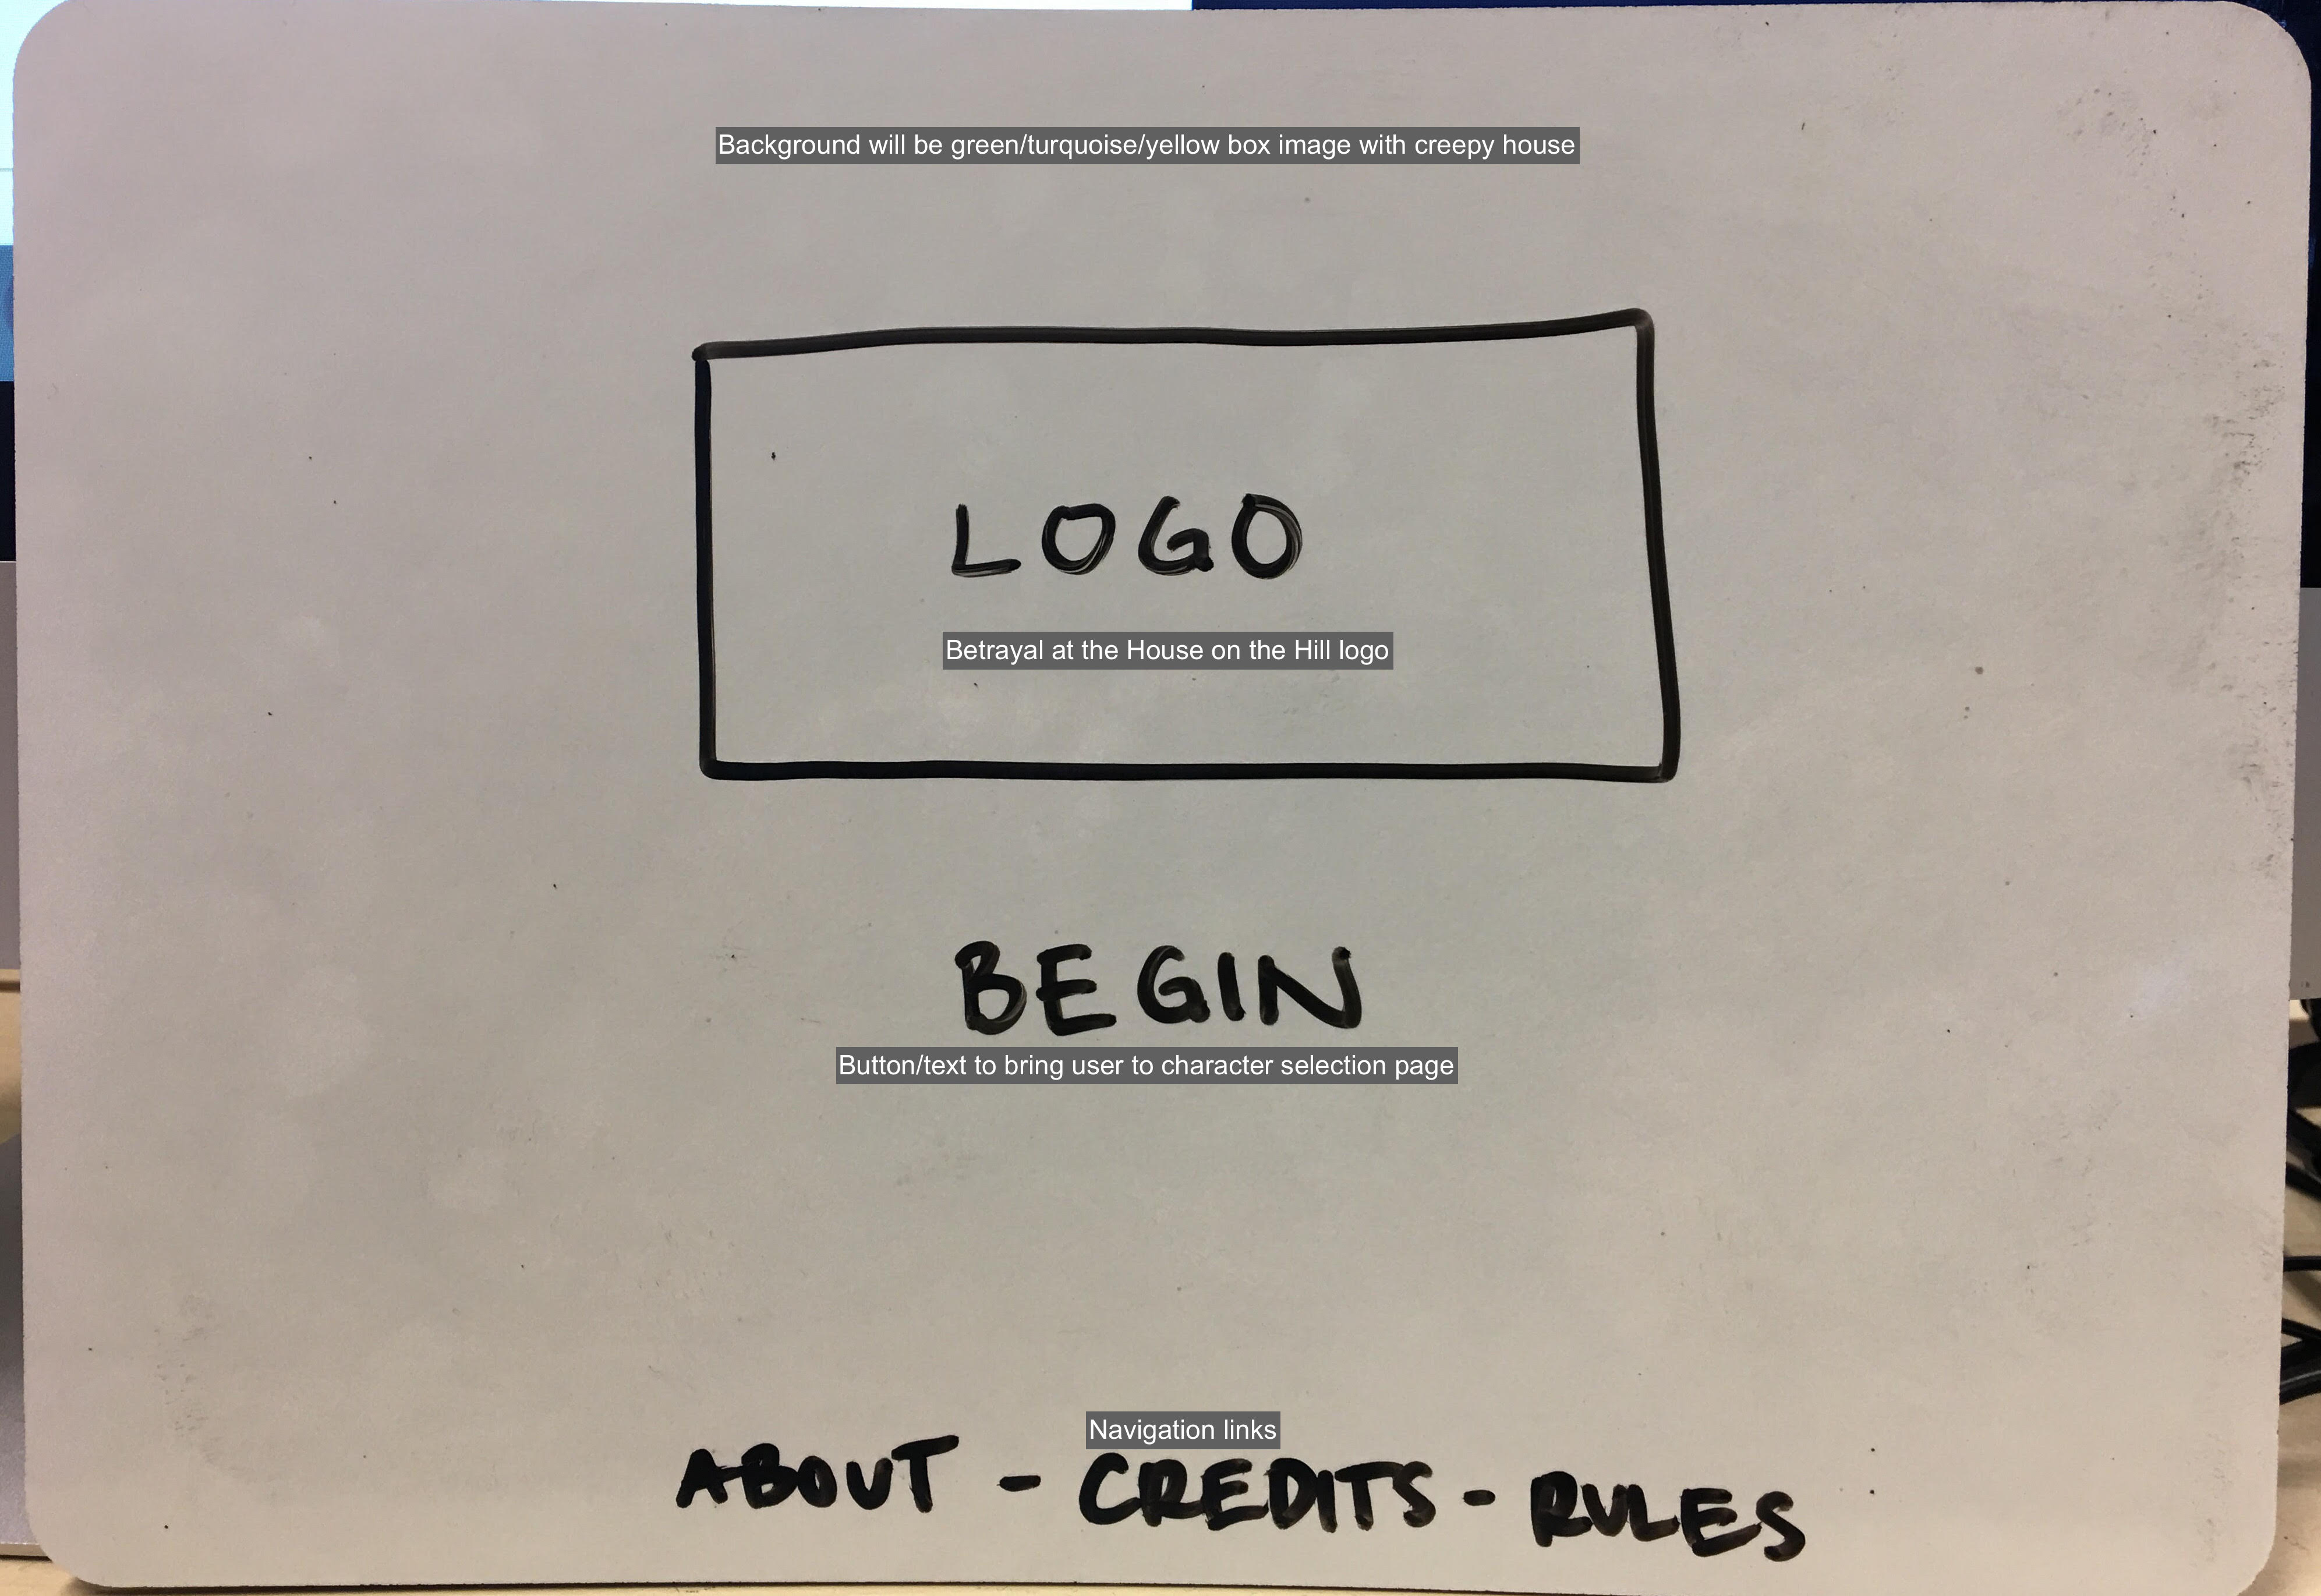 Background will be green/turquoise/yellow box image with creepy house
LOGO
Betrayal at the House on the Hill logo
BEGIN
Button/text to bring user to character selection page
Navigation links
ABOUT - CREDITS - RULES